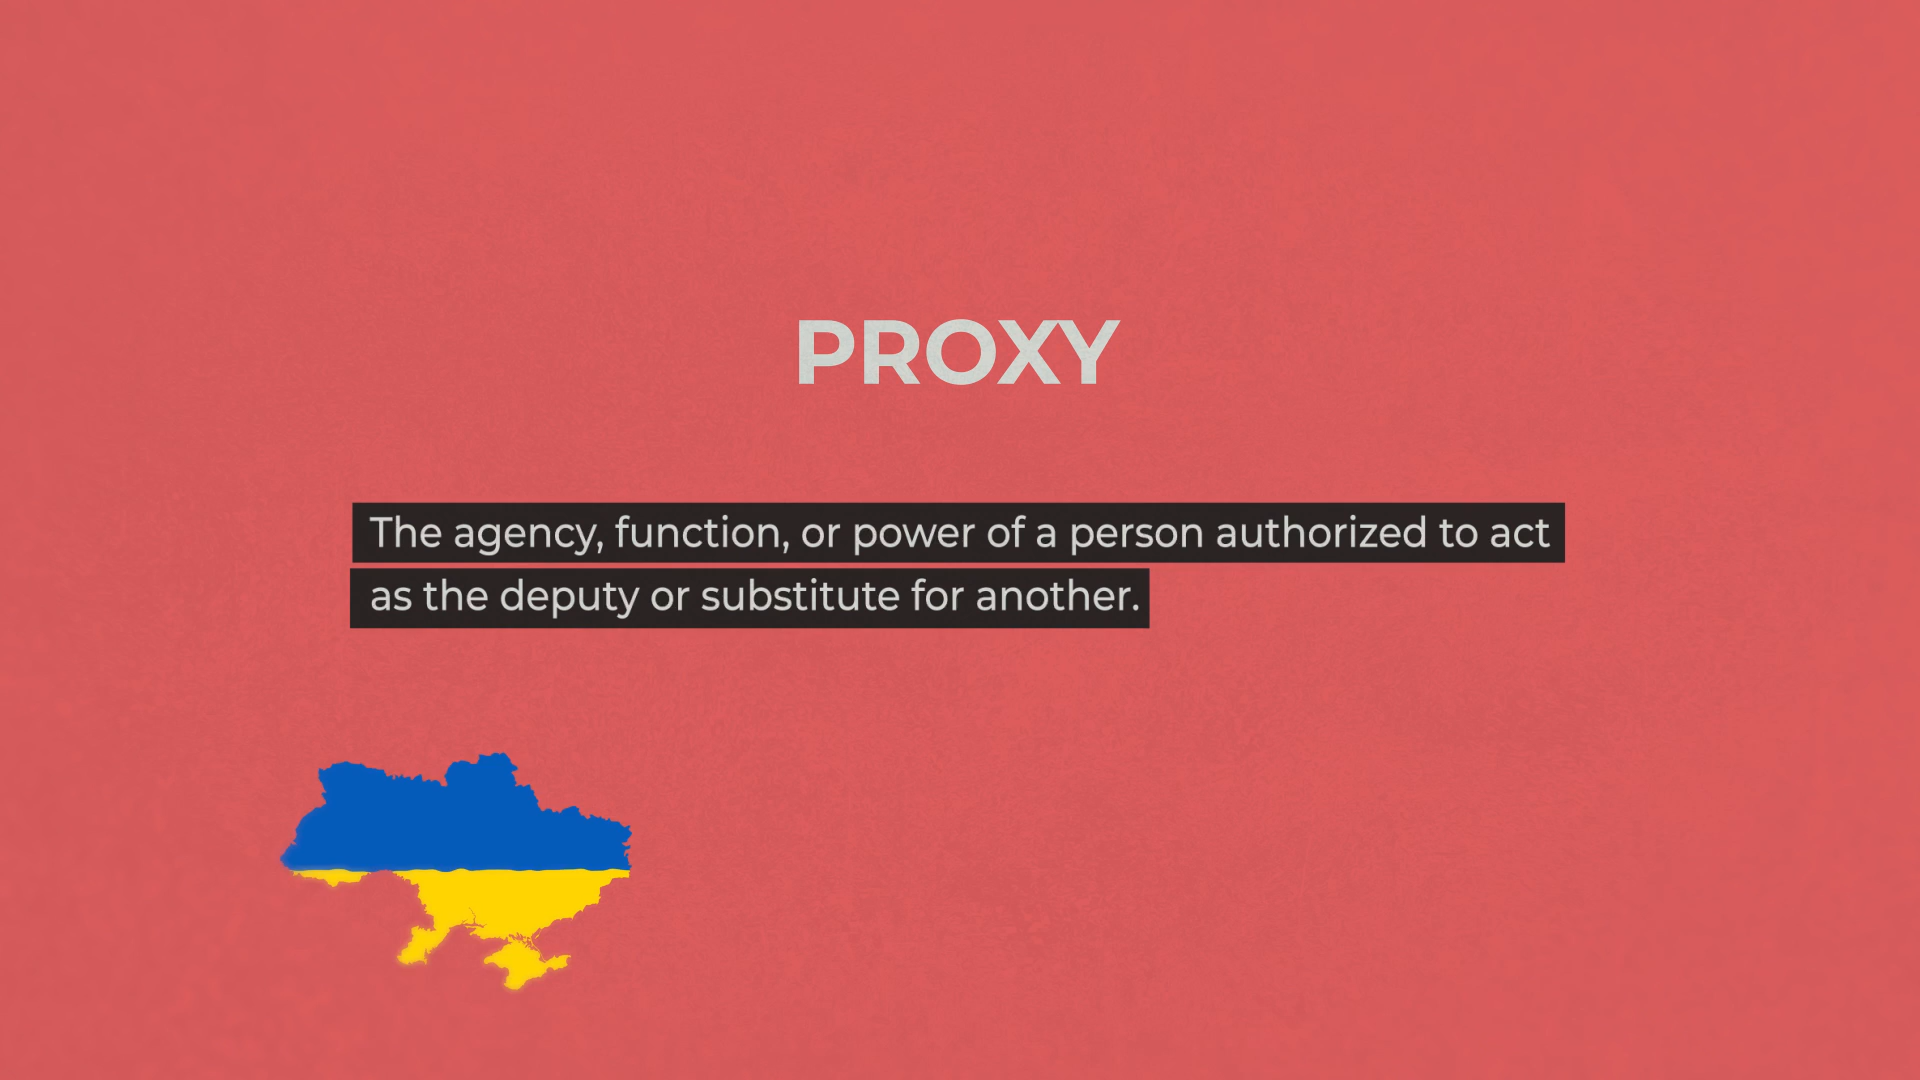 PROXY
The agency, function, or power of a person authorized to act
as the deputy or substitute for another.